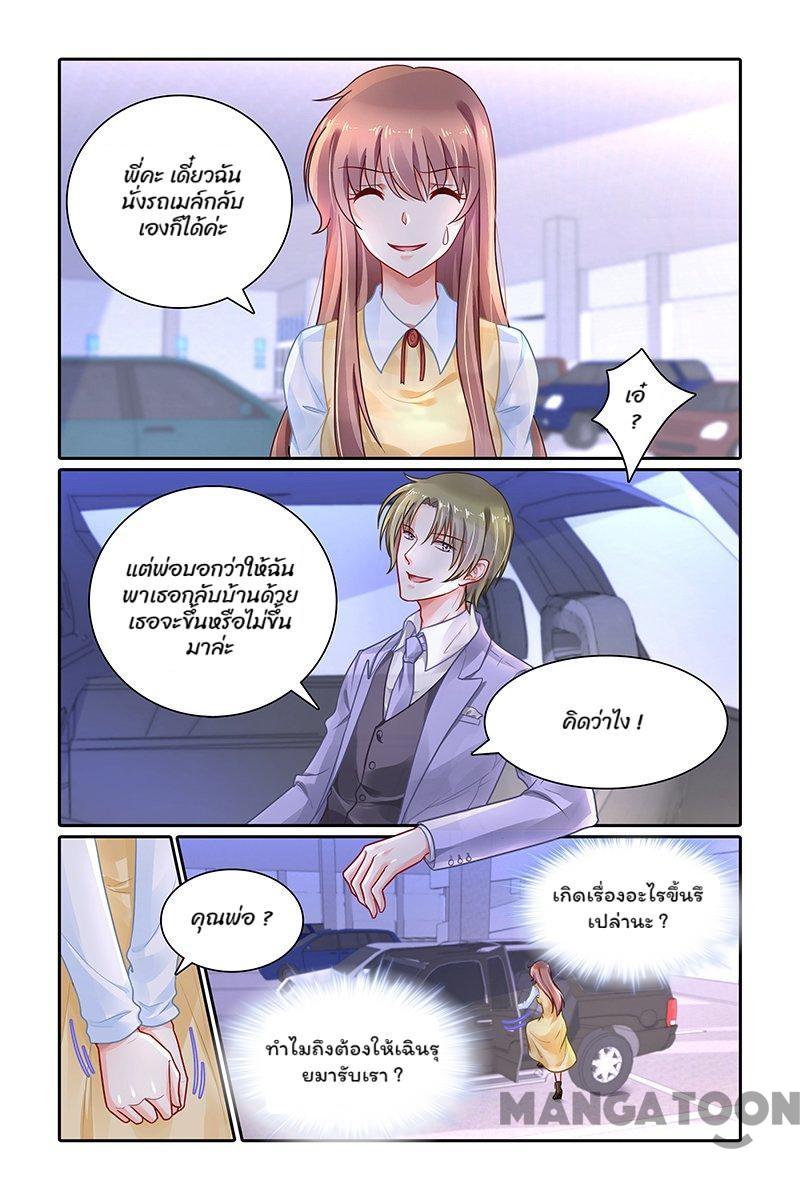 พี่คะ เดี๋ยวฉัน
นั่งรถเมล์กลับ
เองก็ได้ค่ะ
เอ๋
?
แต่พ่อบอกว่าให้ฉัน
พาเธอกลับบ้านด้วย
เธอจะขึ้นหรือไม่ขึ้น
มาล่ะ
คิดว่าไง !
คุณพ่อ ?
เกิดเรื่องอะไรขึ้นรึ
เปล่านะ ?
ทำไมถึงต้องให้เฉินรุ
ยมารับเรา ?
MANGATOON